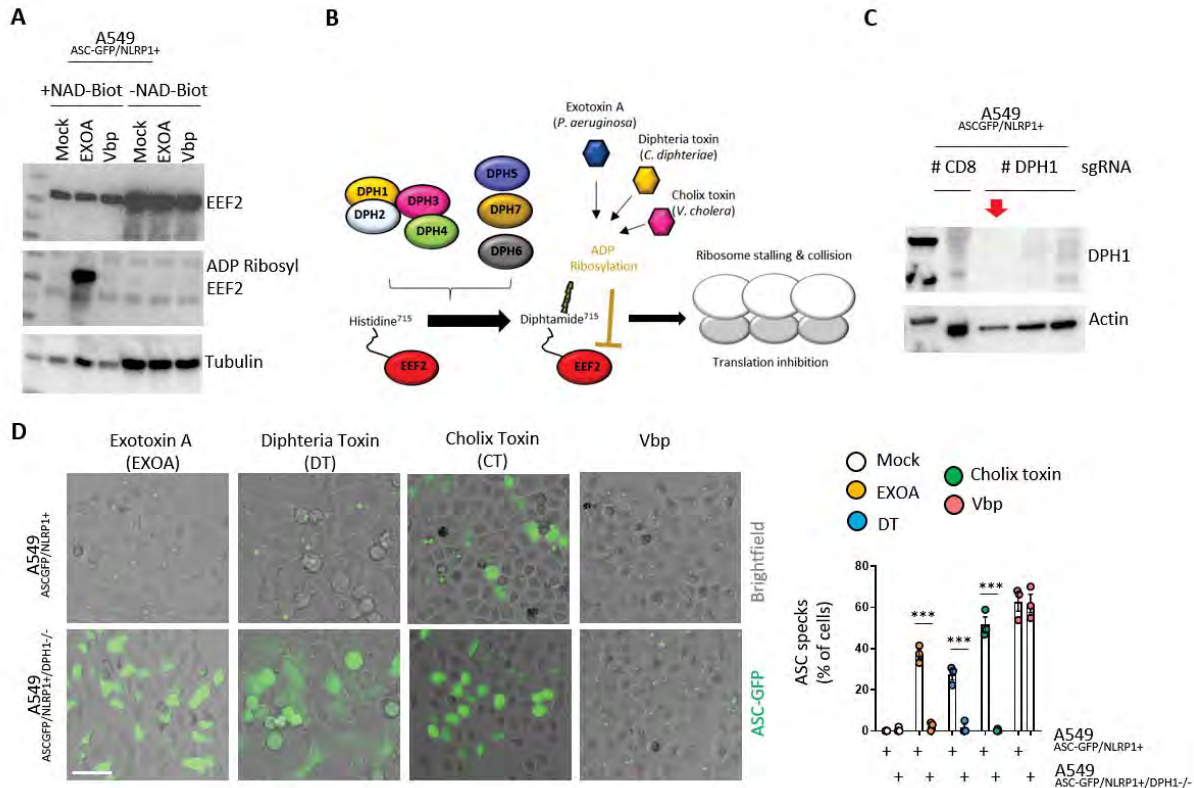 A
A549
ASC-GFP/NLRP1+
+NAD-Biot -NAD-Biot
Mock
EXOA
Vbp
Mock
EXOA
Vbp
EEF2
ADP Ribosyl
EEF2
Tubulin
B
Exotoxin A
(P. aeruginosa)
Diphteria toxin
(C. diphteriae)
Cholix toxin
(V. cholera)
DPH1
DPH2
DPH3
DPH4
DPH5
DPH7
DPH6
ADP
Ribosylation
Ribosome stalling & collision
Histidine⁷¹⁵
Diphtamide⁷¹⁵
EEF2
EEF2
Translation inhibition
C
A549
ASCGFP/NLRP1+
# CD8 # DPH1 sgRNA
DPH1
Actin
D
Exotoxin A
(EXOA)
Diphteria Toxin
(DT)
Cholix Toxin
(CT)
Vbp
A549
ASCGFP/NLRP1+
A549
ASCGFP/NLRP1+/DPH1-/-
Brightfield
ASC-GFP
Mock
EXOA
DT
Cholix toxin
Vbp
ASC specks
(% of cells)
80
60
40
20
0
***
***
***
+ + + + +
A549
ASC-GFP/NLRP1+
+ + + + +
A549
ASC-GFP/NLRP1+/DPH1-/-